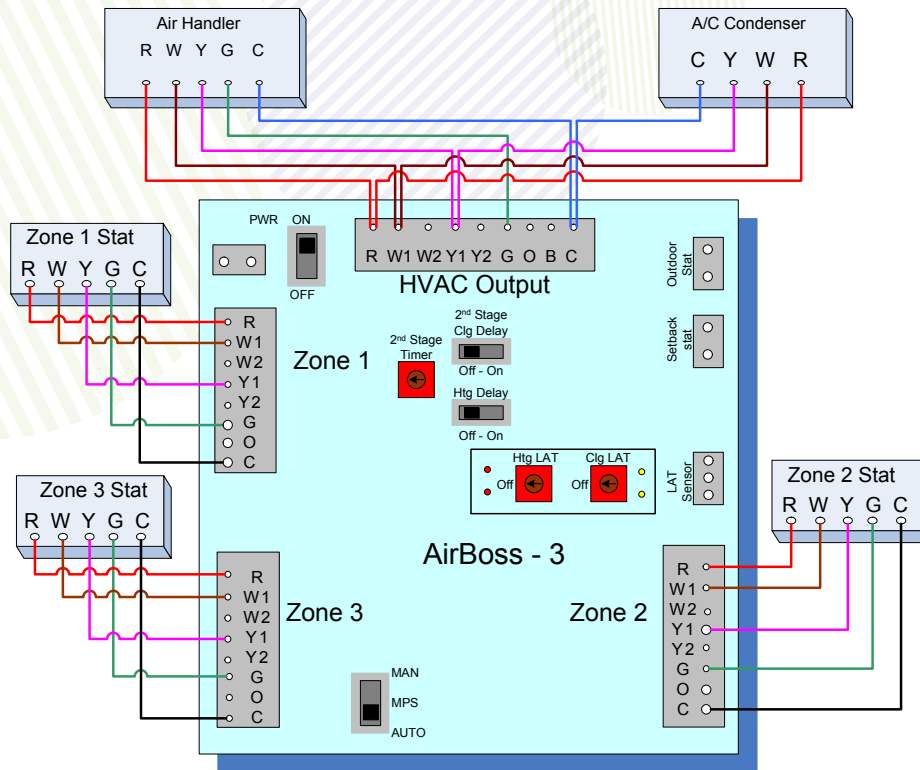 Air Handler
R W Y G C
A/C Condenser
C Y W R
PWR
ON
OFF
R W1 W2 Y1 Y2 G O B C
HVAC Output
Outdoor
Stat
Setback
stat
Zone 1 Stat
R W Y G C
R
W1
W2
Y1
Y2
G
O
C
Zone 1
2nd Stage
Timer
2nd Stage
Clg Delay
Off - On
Htg Delay
Off - On
Htg LAT
Off
Clg LAT
Off
LAT
Sensor
Zone 3 Stat
R W Y G C
Zone 2 Stat
R W Y G C
AirBoss - 3
R
W1
W2
Y1
Y2
G
O
C
Zone 3
Zone 2
R
W1
W2
Y1
Y2
G
O
C
MAN
MPS
AUTO